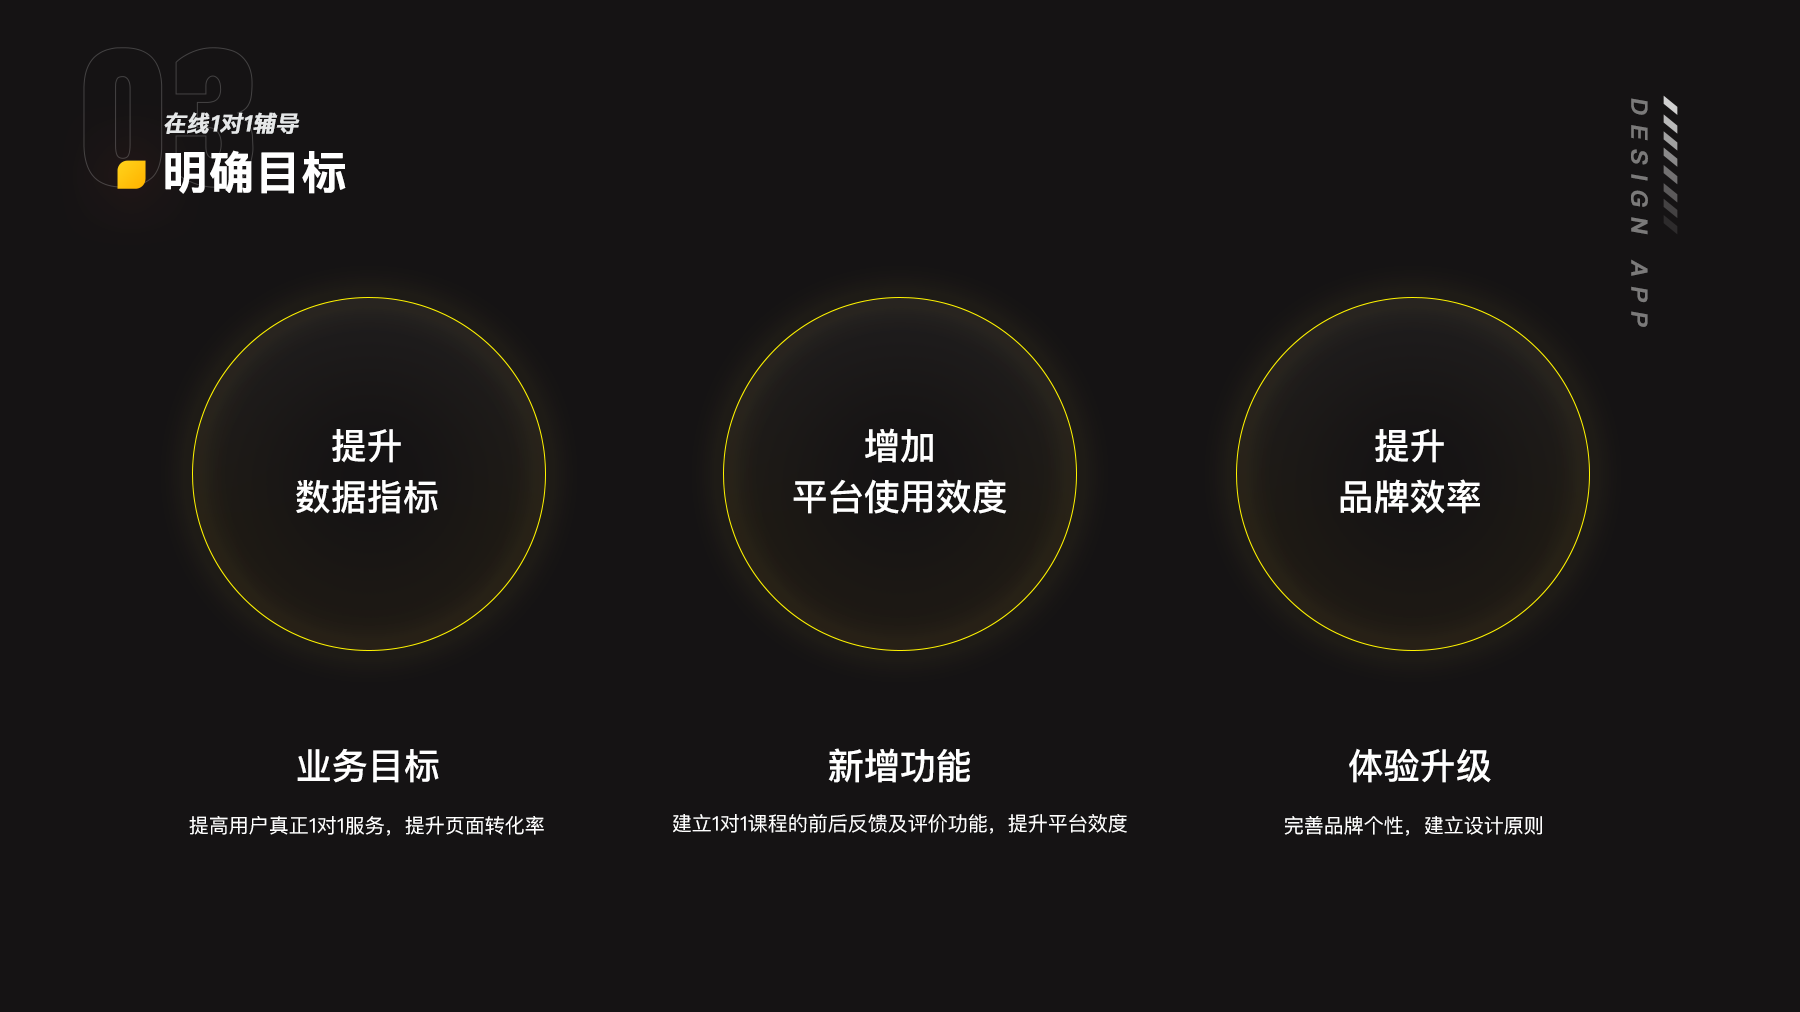 03
在线1对1辅导
明确目标
DESIGN APP
提升
数据指标
增加
平台使用效度
提升
品牌效率
业务目标
提高用户真正1对1服务，提升页面转化率
新增功能
建立1对1课程的前后反馈及评价功能，提升平台效度
体验升级
完善品牌个性，建立设计原则